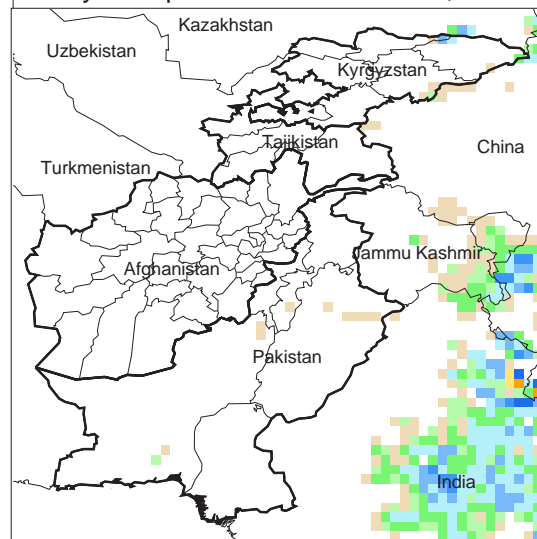 Kazakhstan
Uzbekistan
Kyrgyzstan
Tajikistan
China
Turkmenistan
Jammu Kashmir
Afghanistan
Pakistan
India